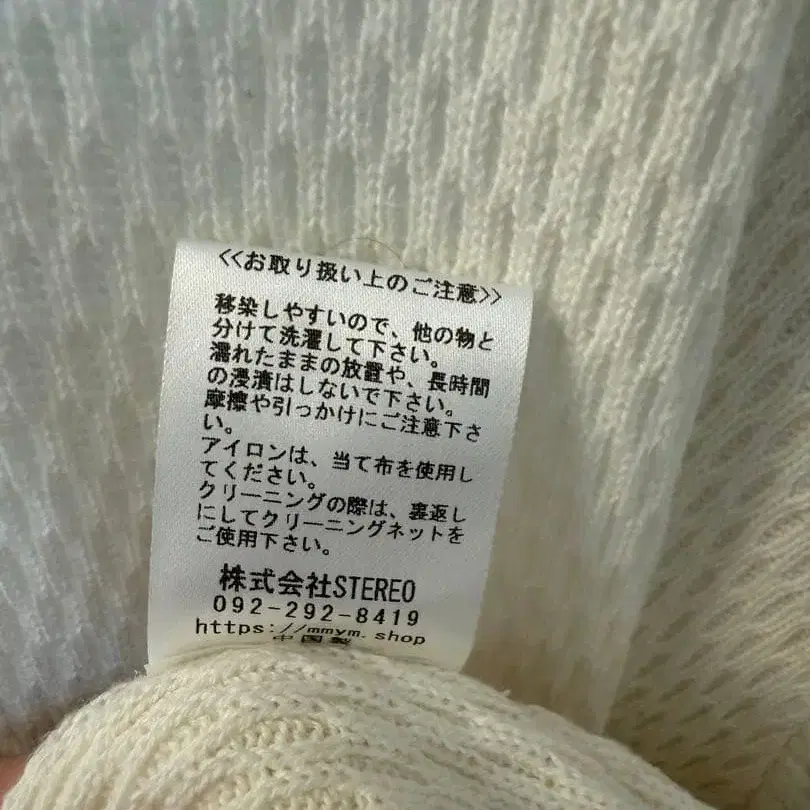 <<お取り扱い上のご注意>>
移染しやすいので、他の物と
分けて洗濯して下さい。
濡れたままの放置や、長時間
の浸漬はしないで下さい。
摩擦や引っかけにご注意下さ
い。
アイロンは、当て布を使用し
てください。
クリーニングの際は、裏返し
にしてクリーニングネットを
ご使用下さい。
株式会社STEREO
092-292-8419
https://mmym.shop
中国製